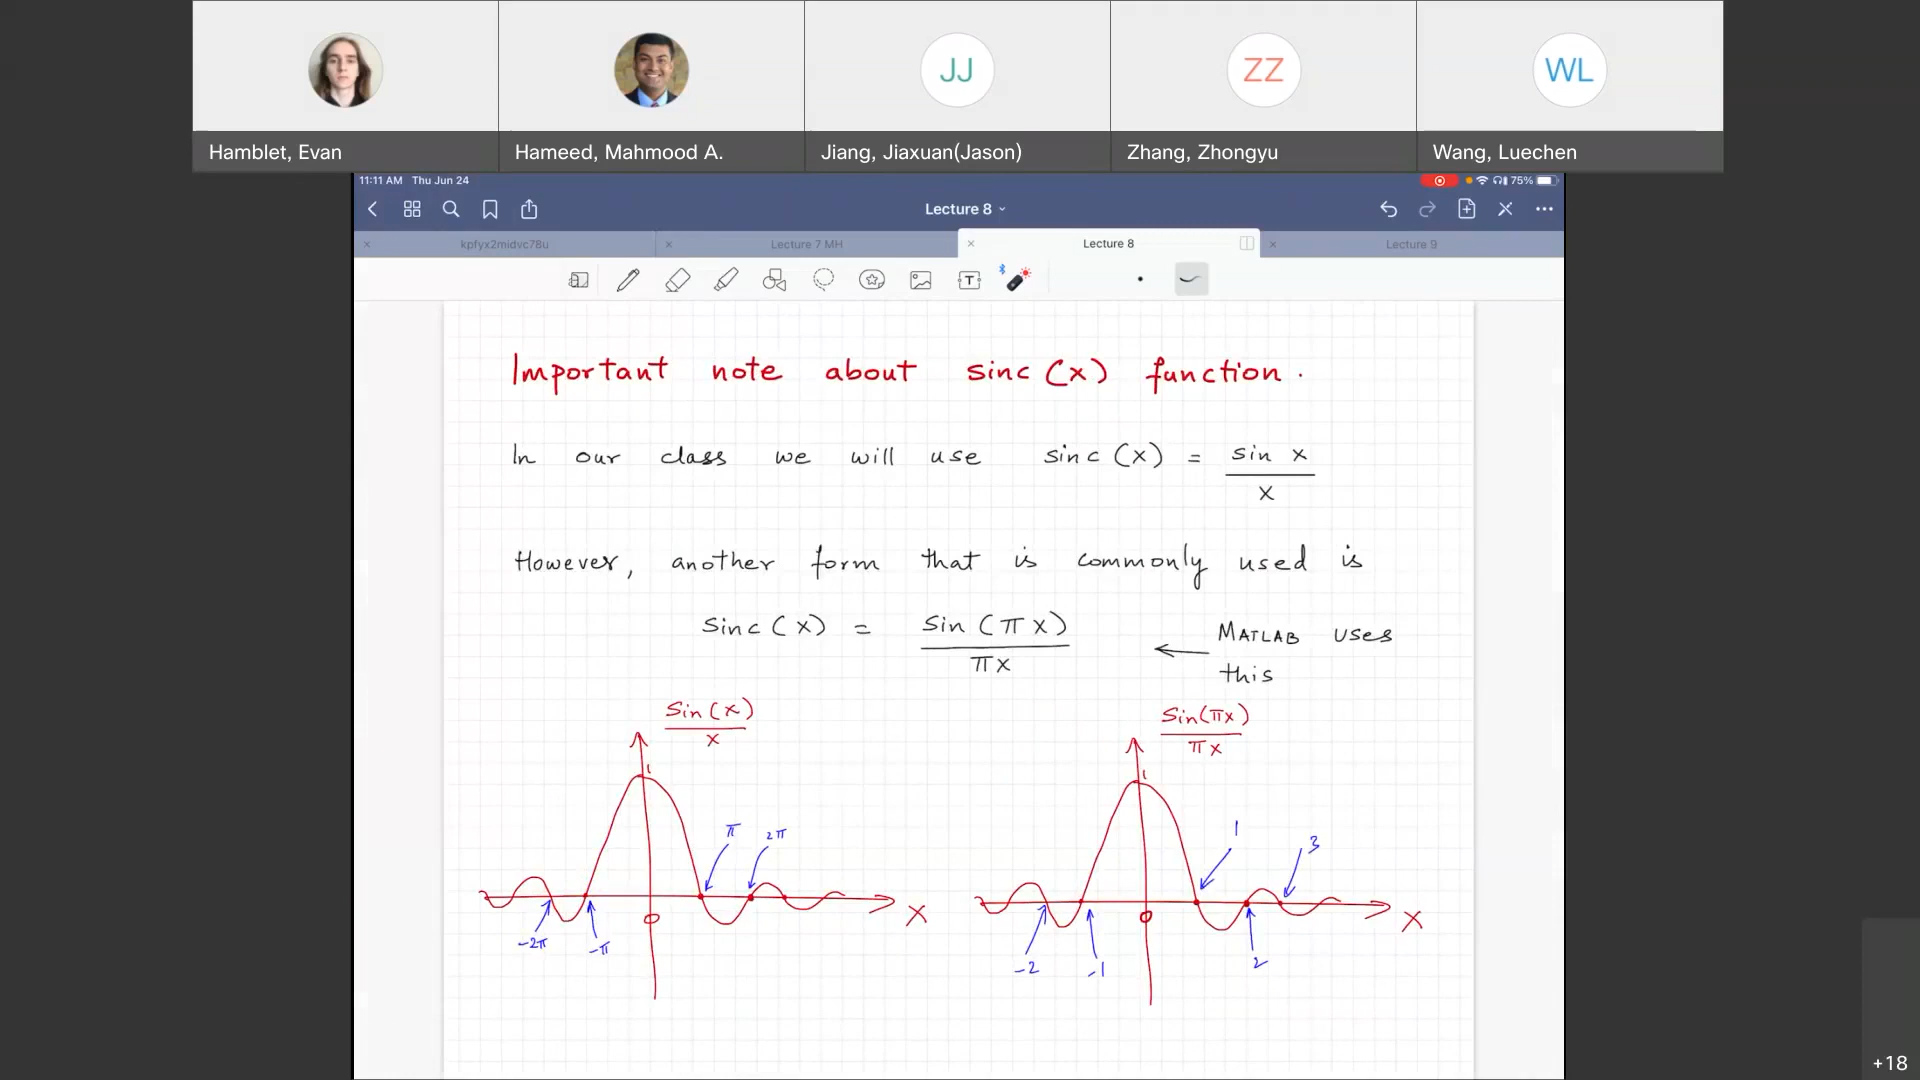 JJ
ZZ
WL
Hamblet, Evan
Hameed, Mahmood A.
Jiang, Jiaxuan(Jason)
Zhang, Zhongyu
Wang, Luechen
11:11 AM Thu Jun 24
75%
Lecture 8
kpfyx2midvc78u
Lecture 7 MH
Lecture 8
Lecture 9
T
Important note about sinc (x) function.
In our class we will use sinc (x) = sin x
x
However, another form that is commonly used is
sinc (x) = sin (πx)
πx
← MATLAB uses
this
sin(x)
x
1
π
2π
-2π
-π
0
x
sin(πx)
πx
1
1
3
-2
-1
0
2
x
+18